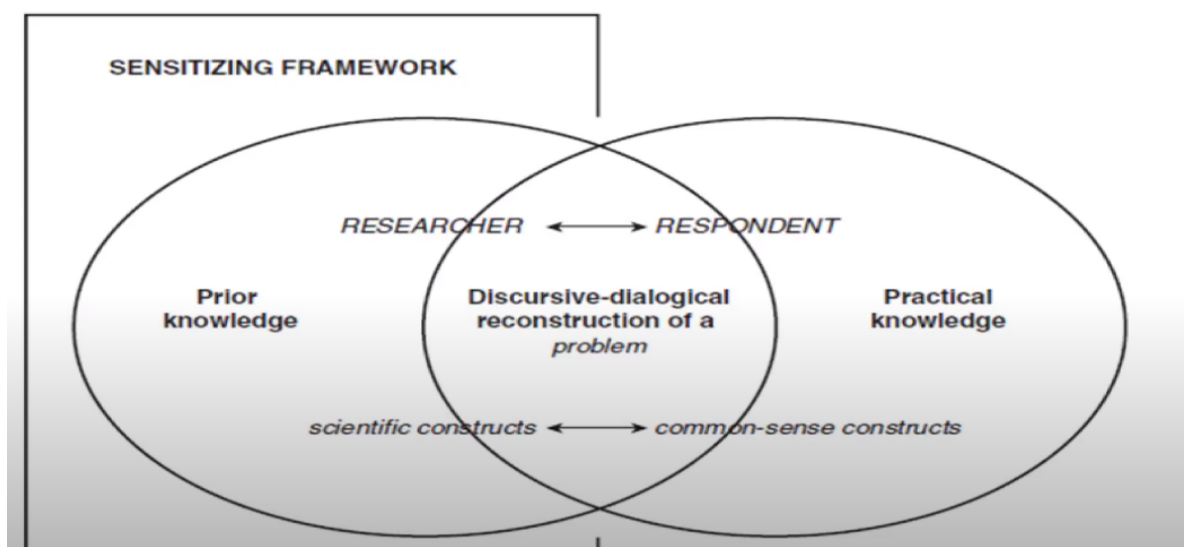 SENSITIZING FRAMEWORK
RESEARCHER RESPONDENT
Prior
knowledge
Discursive-dialogical
reconstruction of a
problem
Practical
knowledge
scientific constructs common-sense constructs